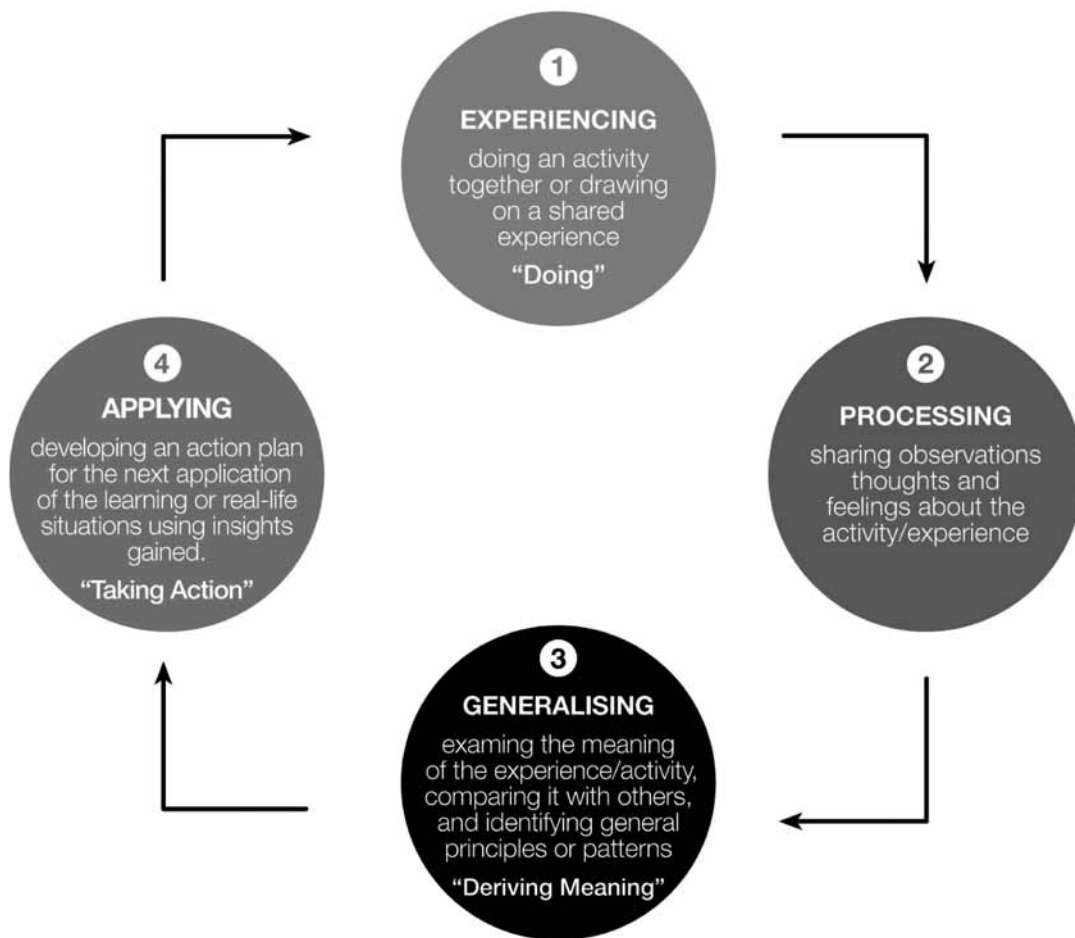 1
EXPERIENCING
doing an activity
together or drawing
on a shared
experience
“Doing”
2
PROCESSING
sharing observations
thoughts and
feelings about the
activity/experience
3
GENERALISING
examing the meaning
of the experience/activity,
comparing it with others,
and identifying general
principles or patterns
“Deriving Meaning”
4
APPLYING
developing an action plan
for the next application
of the learning or real-life
situations using insights
gained.
“Taking Action”